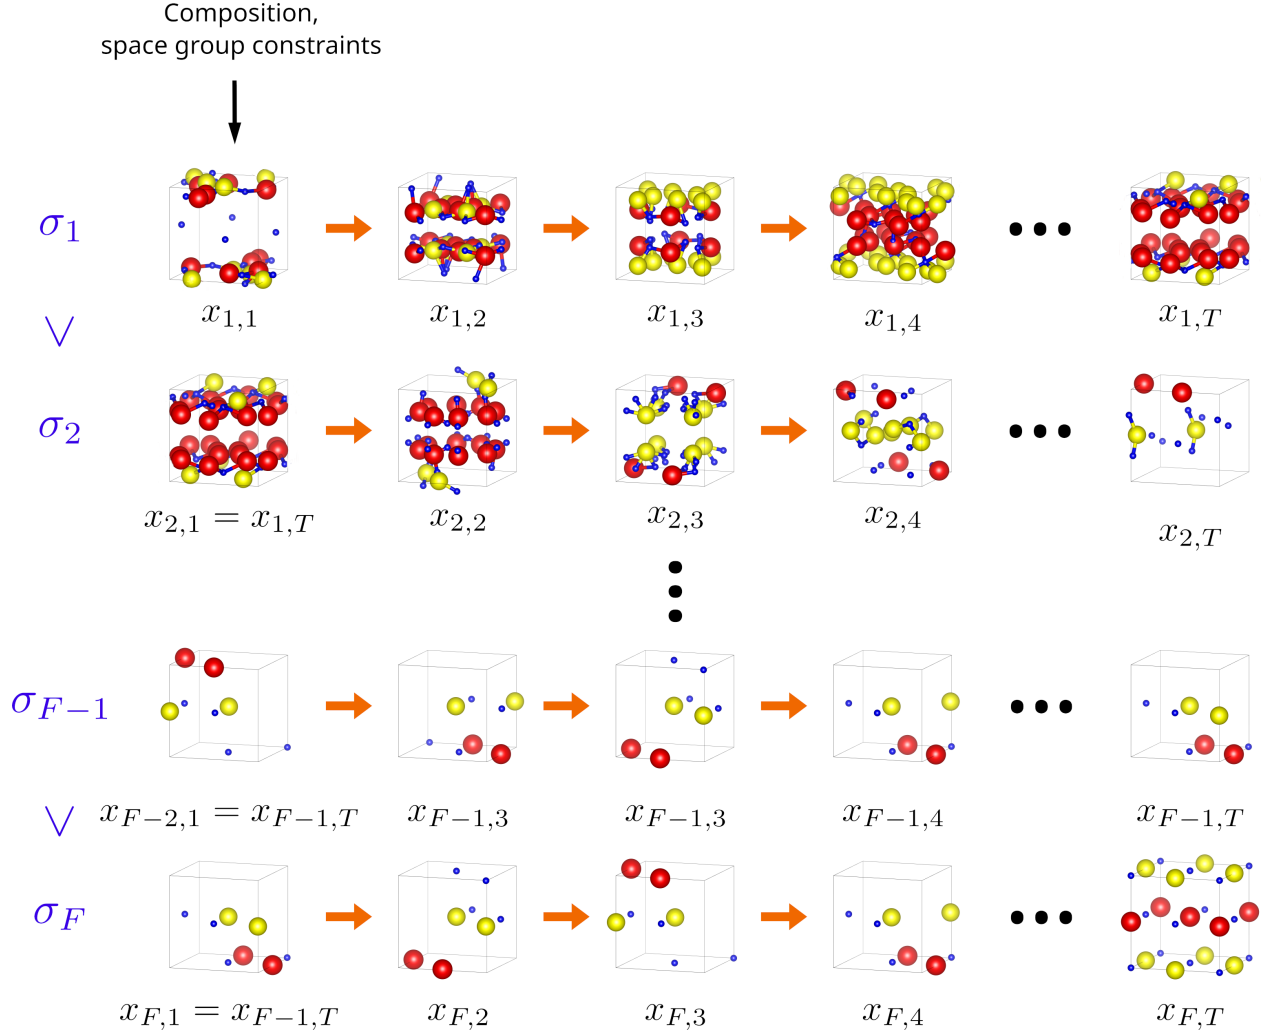 Composition,
space group constraints
σ₁
x₁,₁
x₁,₂
x₁,₃
x₁,₄
x₁,T
∨
σ₂
x₂,₁ = x₁,T
x₂,₂
x₂,₃
x₂,₄
x₂,T
σF−1
xF−2,1 = xF−1,T
xF−1,3
xF−1,3
xF−1,4
xF−1,T
∨
σF
xF,1 = xF−1,T
xF,2
xF,3
xF,4
xF,T